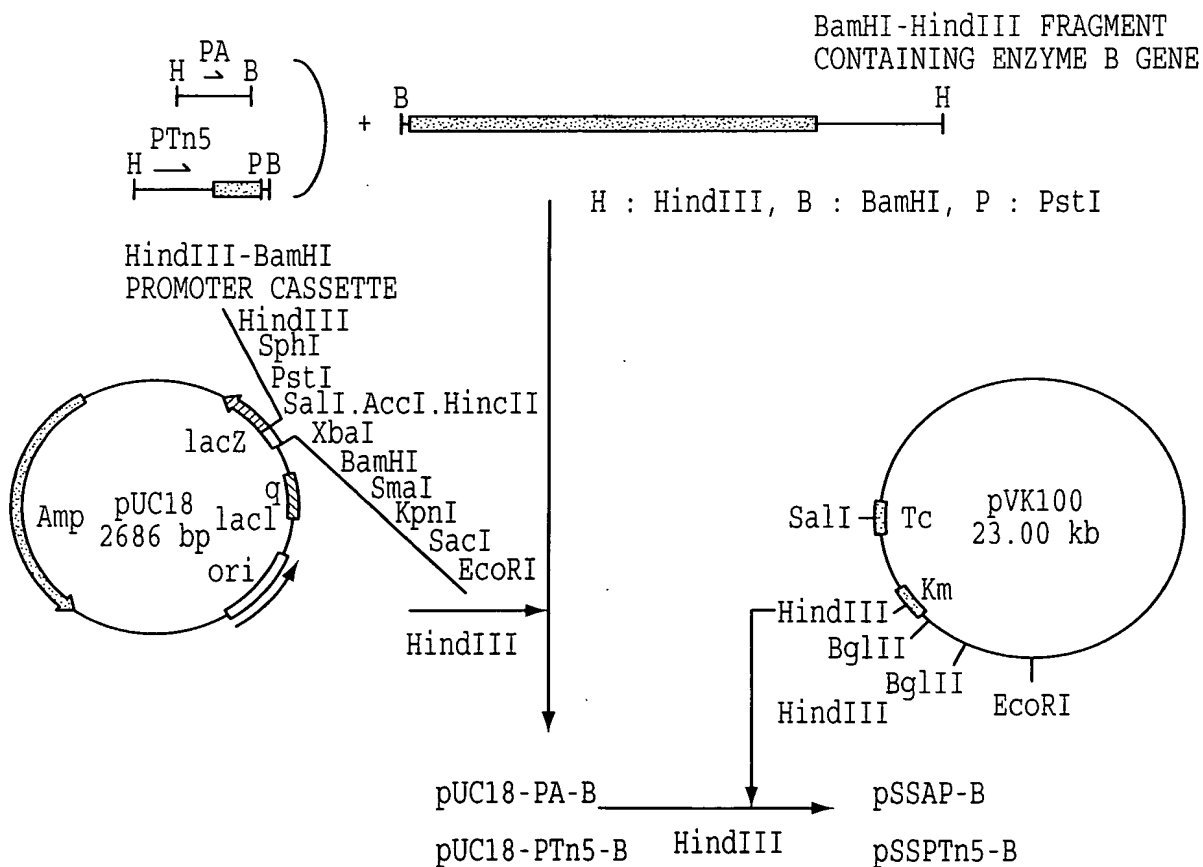 BamHI-HindIII FRAGMENT
CONTAINING ENZYME B GENE
PA
H B
B H
+
PTn5
H PB
H : HindIII, B : BamHI, P : PstI
HindIII-BamHI
PROMOTER CASSETTE
HindIII
SphI
PstI
SalI.AccI.HincII
XbaI
BamHI
SmaI
KpnI
SacI
EcoRI
lacZ
q
lacI
ori
Amp
pUC18
2686 bp
HindIII
SalI
Tc
pVK100
23.00 kb
Km
HindIII
BglII
BglII
EcoRI
HindIII
pUC18-PA-B
pSSAP-B
HindIII
pUC18-PTn5-B
pSSPTn5-B